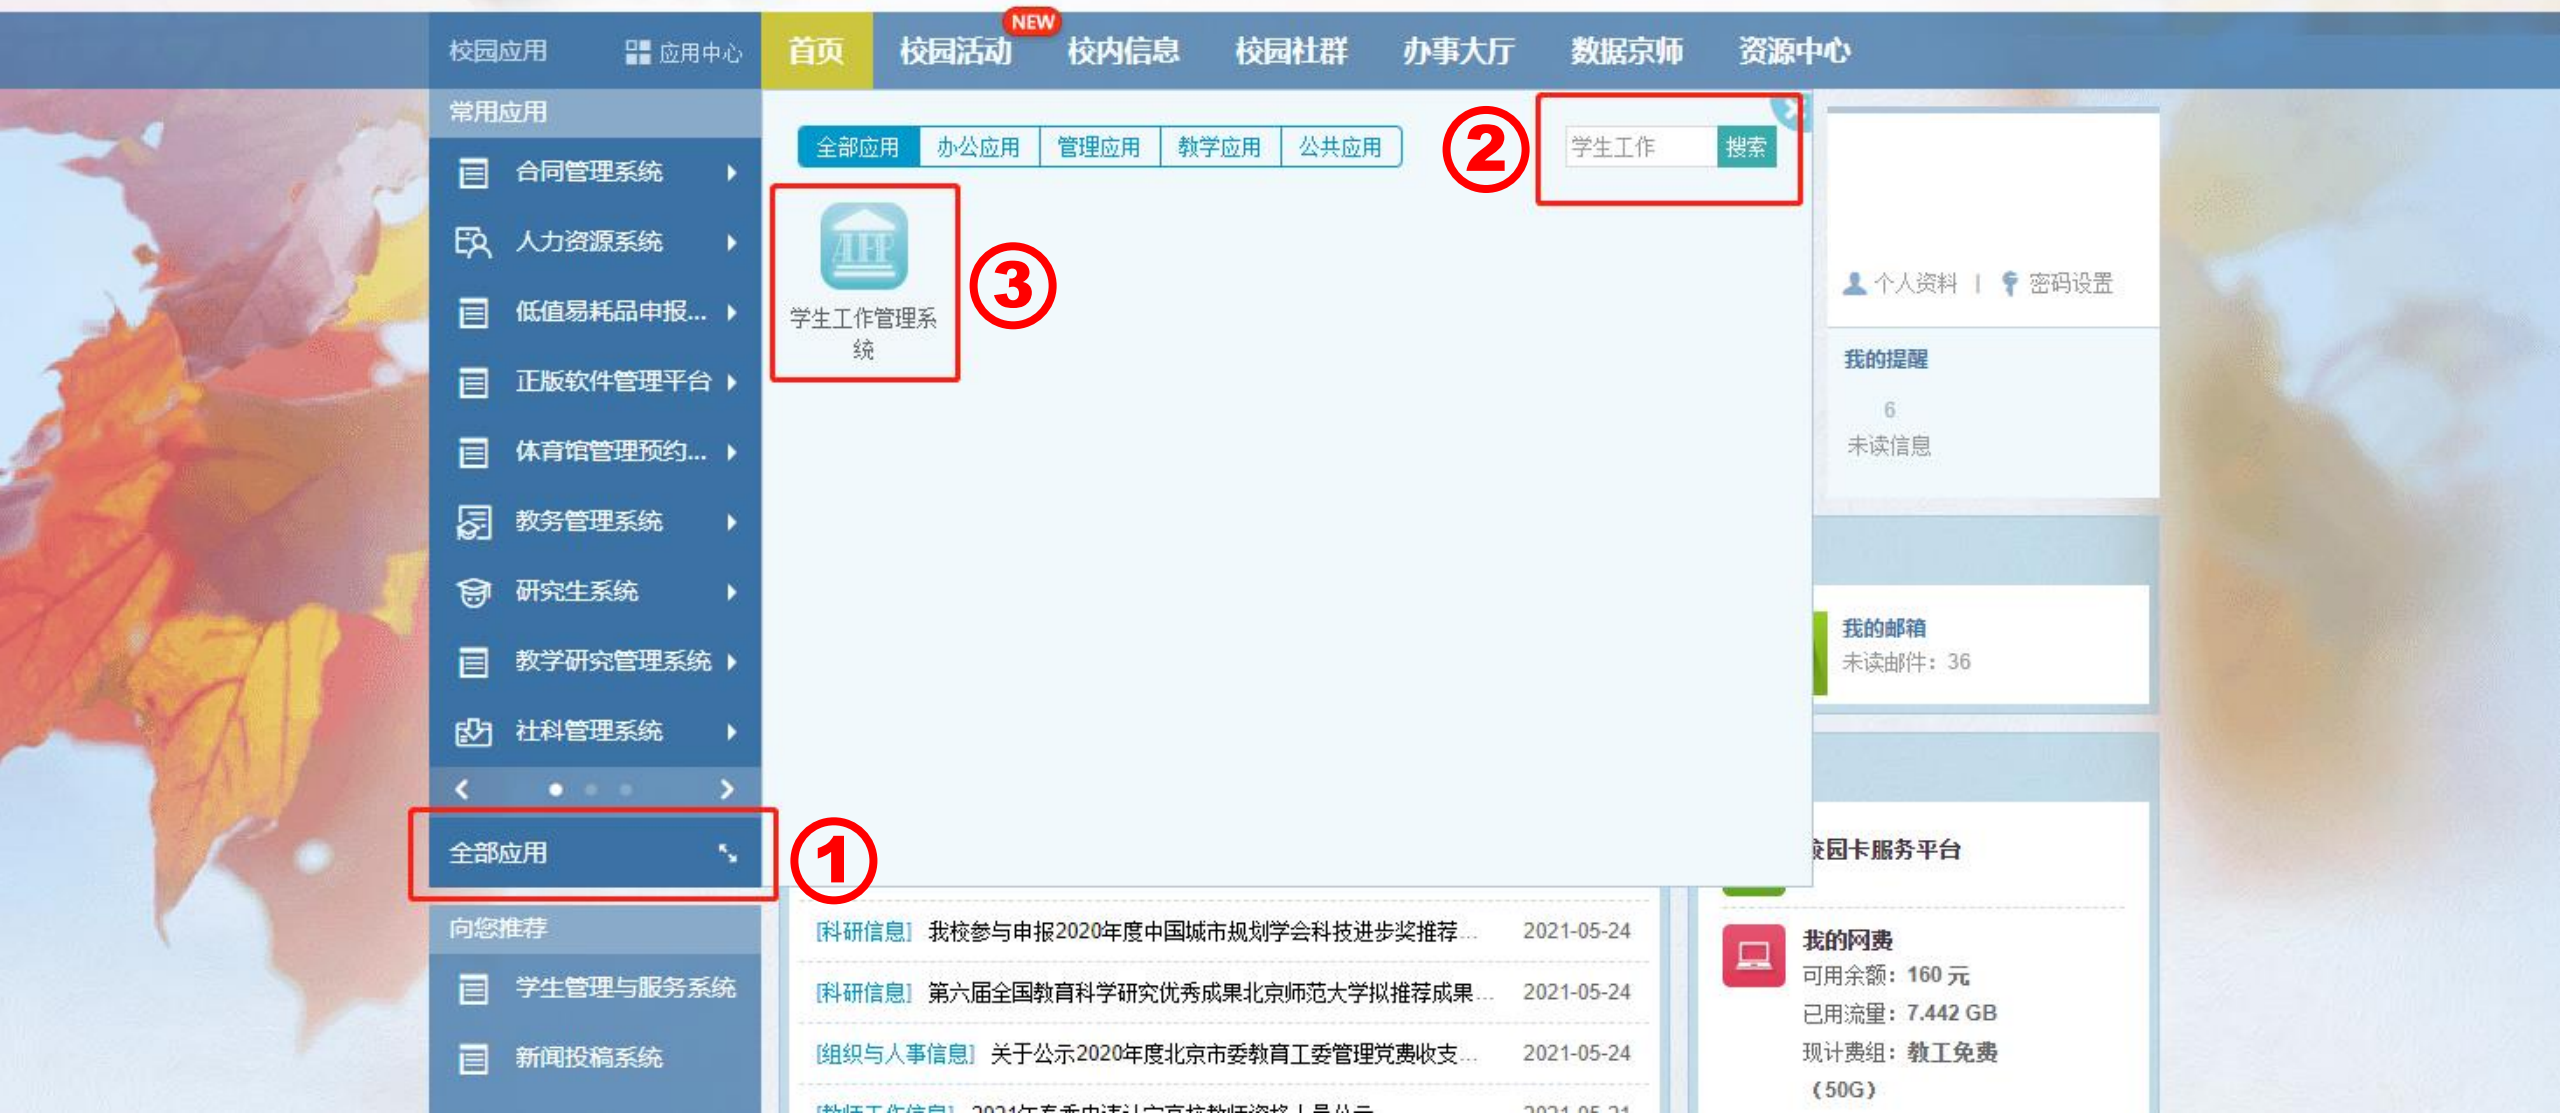 校园应用
应用中心
首页
校园活动
NEW
校内信息
校园社群
办事大厅
数据京师
资源中心
常用应用
合同管理系统
人力资源系统
低值易耗品申报...
正版软件管理平台
体育馆管理预约...
教务管理系统
研究生系统
教学研究管理系统
社科管理系统
全部应用
①
向您推荐
学生管理与服务系统
新闻投稿系统
全部应用
办公应用
管理应用
教学应用
公共应用
②
学生工作
搜索
APP
学生工作管理系
统
③
[科研信息] 我校参与申报2020年度中国城市规划学会科技进步奖推荐... 2021-05-24
[科研信息] 第六届全国教育科学研究优秀成果北京师范大学拟推荐成果... 2021-05-24
[组织与人事信息] 关于公示2020年度北京市委教育工委管理党费收支... 2021-05-24
个人资料 | 密码设置
我的提醒
6
未读信息
我的邮箱
未读邮件：36
园卡服务平台
我的网费
可用余额：160 元
已用流量：7.442 GB
现计费组：教工免费
（50G）